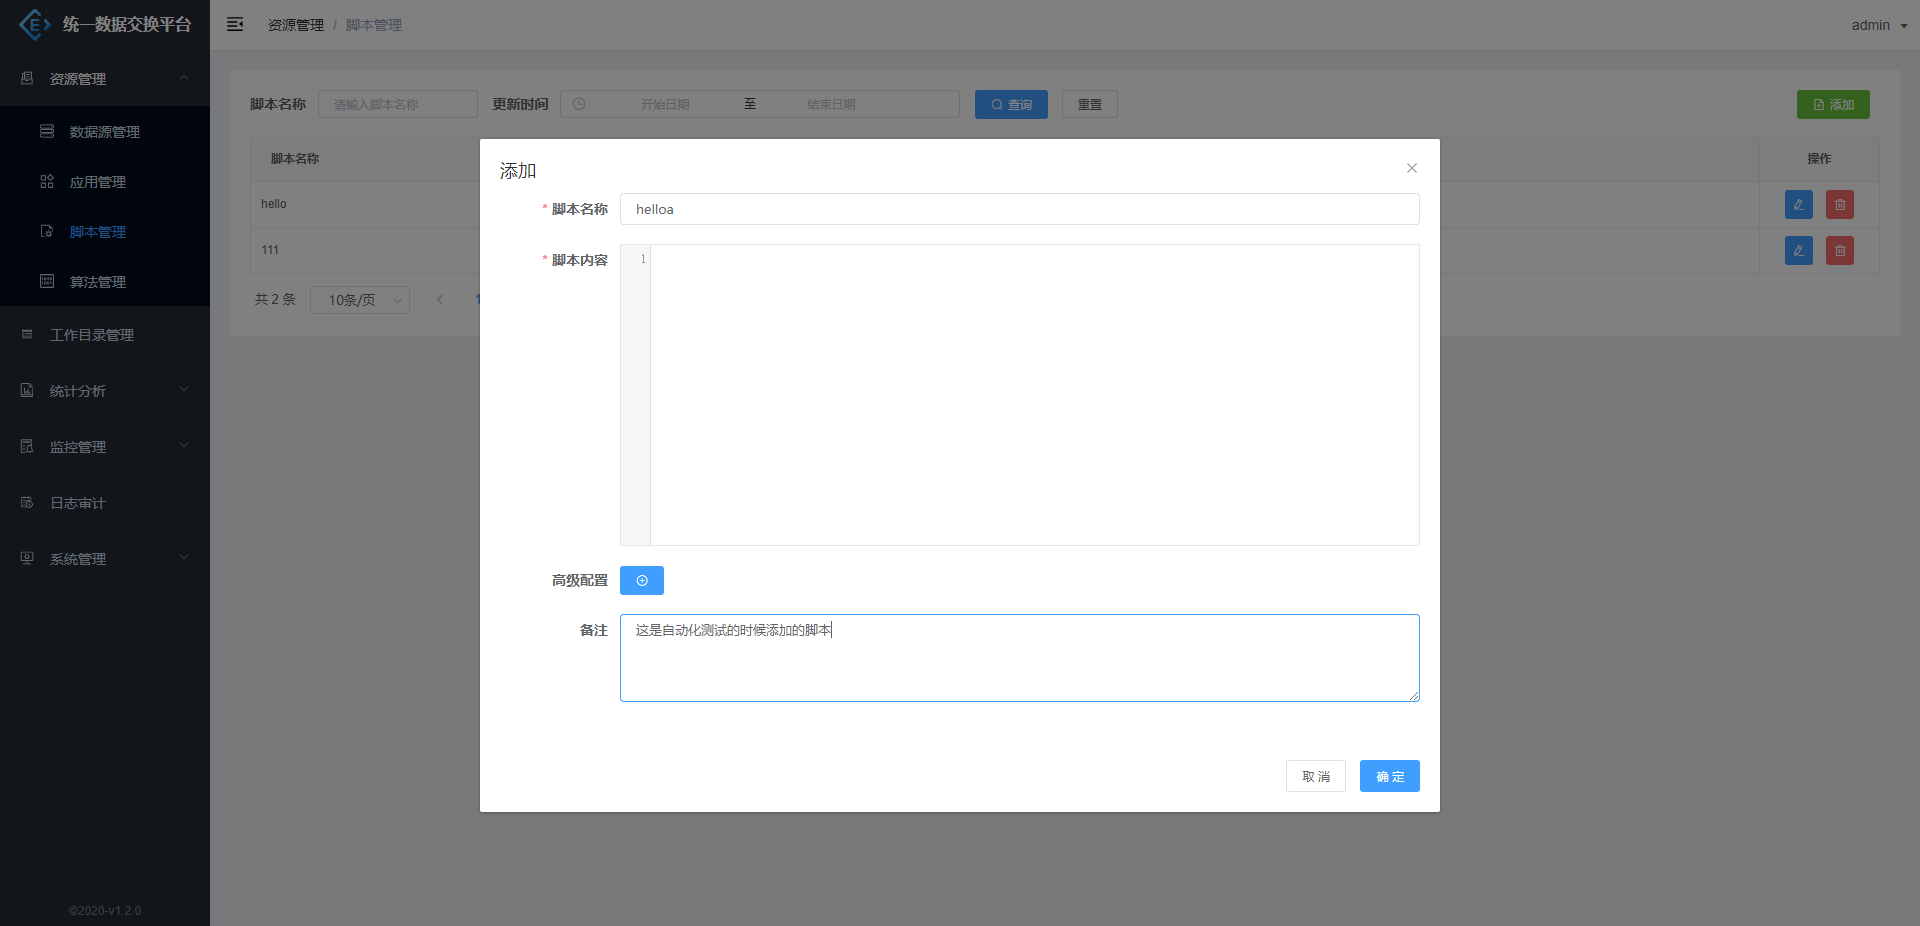 统一数据交换平台
资源管理 / 脚本管理
admin
资源管理
数据源管理
应用管理
脚本管理
算法管理
工作目录管理
统计分析
监控管理
日志审计
系统管理
©2020-v1.2.0
脚本名称 请输入脚本名称 更新时间 开始日期 至 结束日期 查询 重置 添加
脚本名称 操作
hello
111
共 2 条 10条/页 1
添加
* 脚本名称 helloa
* 脚本内容 1
高级配置
备注 这是自动化测试的时候添加的脚本
取 消 确 定